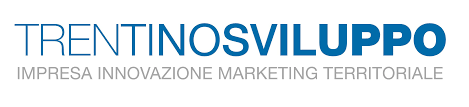 TRENTINOSVILUPPO
IMPRESA INNOVAZIONE MARKETING TERRITORIALE